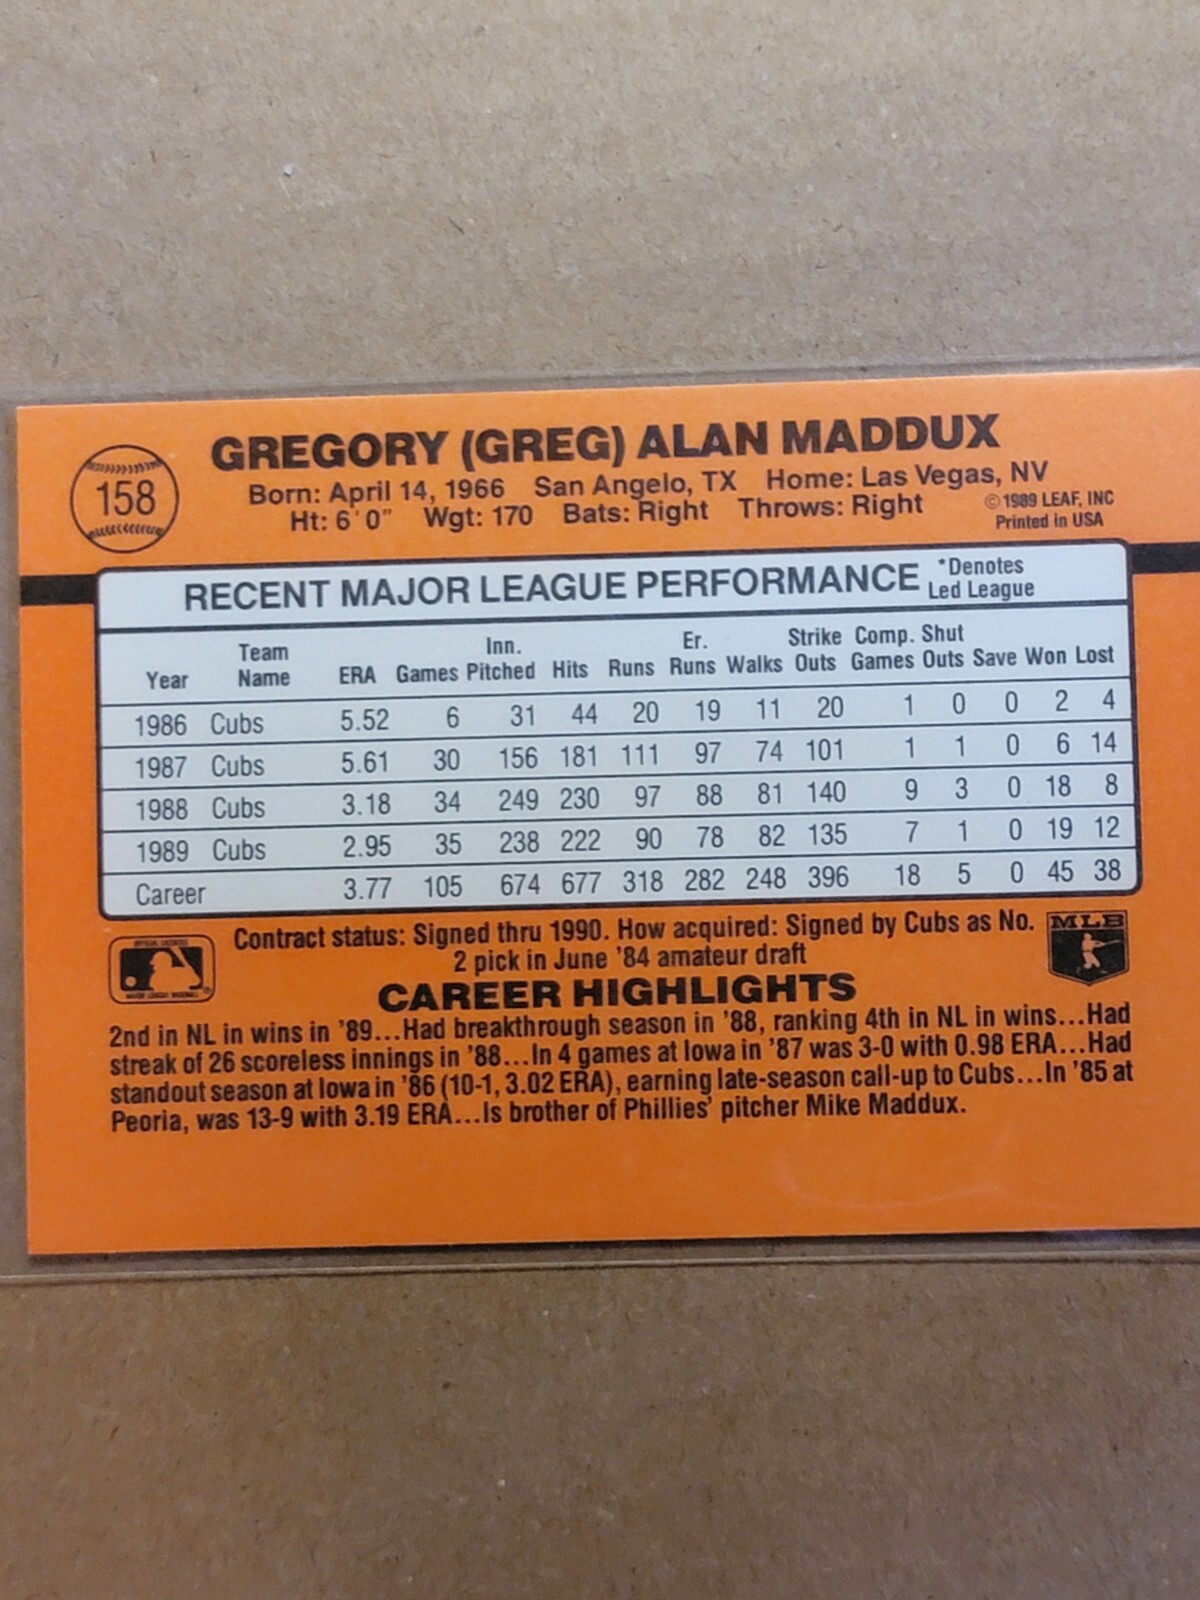 158
GREGORY (GREG) ALAN MADDUX
Born: April 14, 1966 San Angelo, TX Home: Las Vegas, NV
Ht: 6'0" Wgt: 170 Bats: Right Throws: Right
©1989 LEAF, INC
Printed in USA
RECENT MAJOR LEAGUE PERFORMANCE *Denotes
Led League
Year Team Name ERA Games Inn. Pitched Hits Runs Er. Runs Walks Strike Outs Comp. Games Shut Outs Save Won Lost
1986 Cubs 5.52 6 31 44 20 19 11 20 1 0 0 2 4
1987 Cubs 5.61 30 156 181 111 97 74 101 1 1 0 6 14
1988 Cubs 3.18 34 249 230 97 88 81 140 9 3 0 18 8
1989 Cubs 2.95 35 238 222 90 78 82 135 7 1 0 19 12
Career 3.77 105 674 677 318 282 248 396 18 5 0 45 38
Contract status: Signed thru 1990. How acquired: Signed by Cubs as No.
2 pick in June '84 amateur draft
MLB
CAREER HIGHLIGHTS
2nd in NL in wins in '89...Had breakthrough season in '88, ranking 4th in NL in wins...Had
streak of 26 scoreless innings in '88...In 4 games at Iowa in '87 was 3-0 with 0.98 ERA...Had
standout season at Iowa in '86 (10-1, 3.02 ERA), earning late-season call-up to Cubs...In '85 at
Peoria, was 13-9 with 3.19 ERA...Is brother of Phillies' pitcher Mike Maddux.